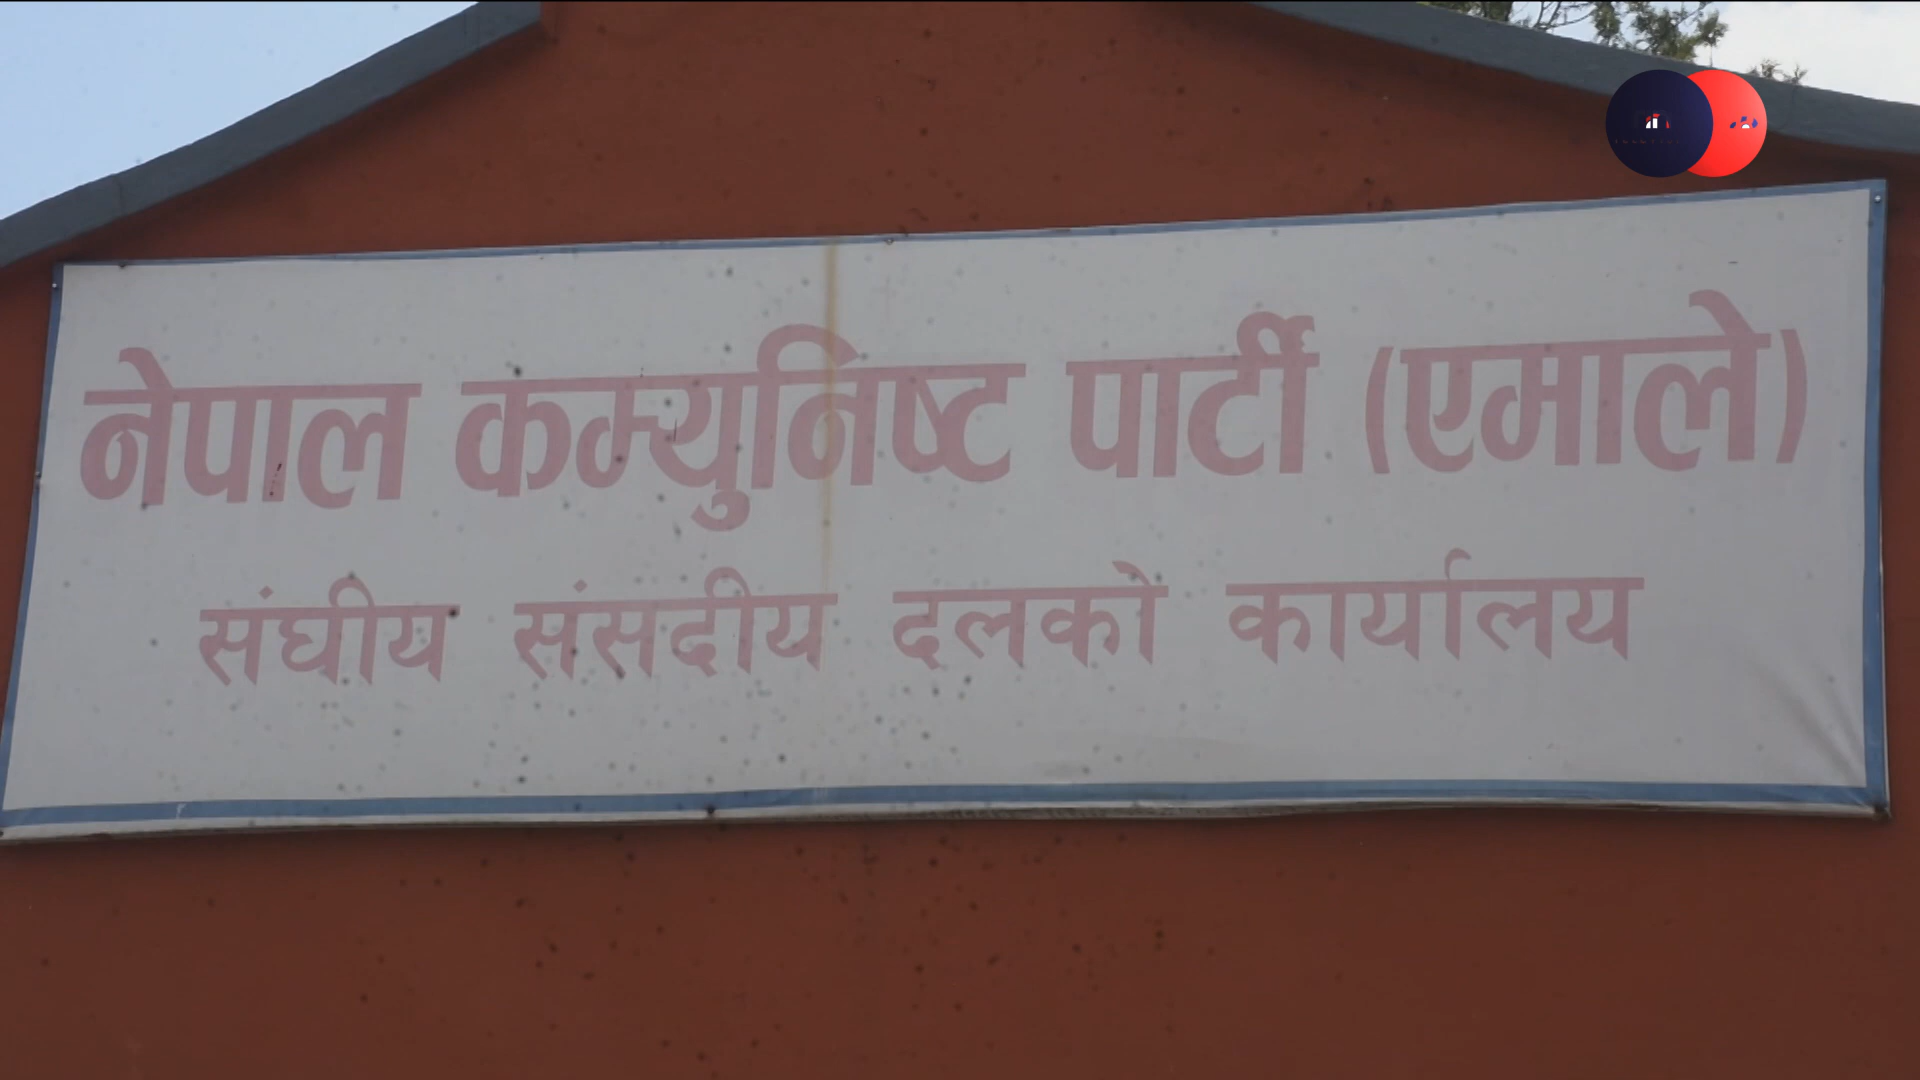 नेपाल कम्युनिष्ट पार्टी (एमाले)
संघीय संसदीय दलको कार्यालय